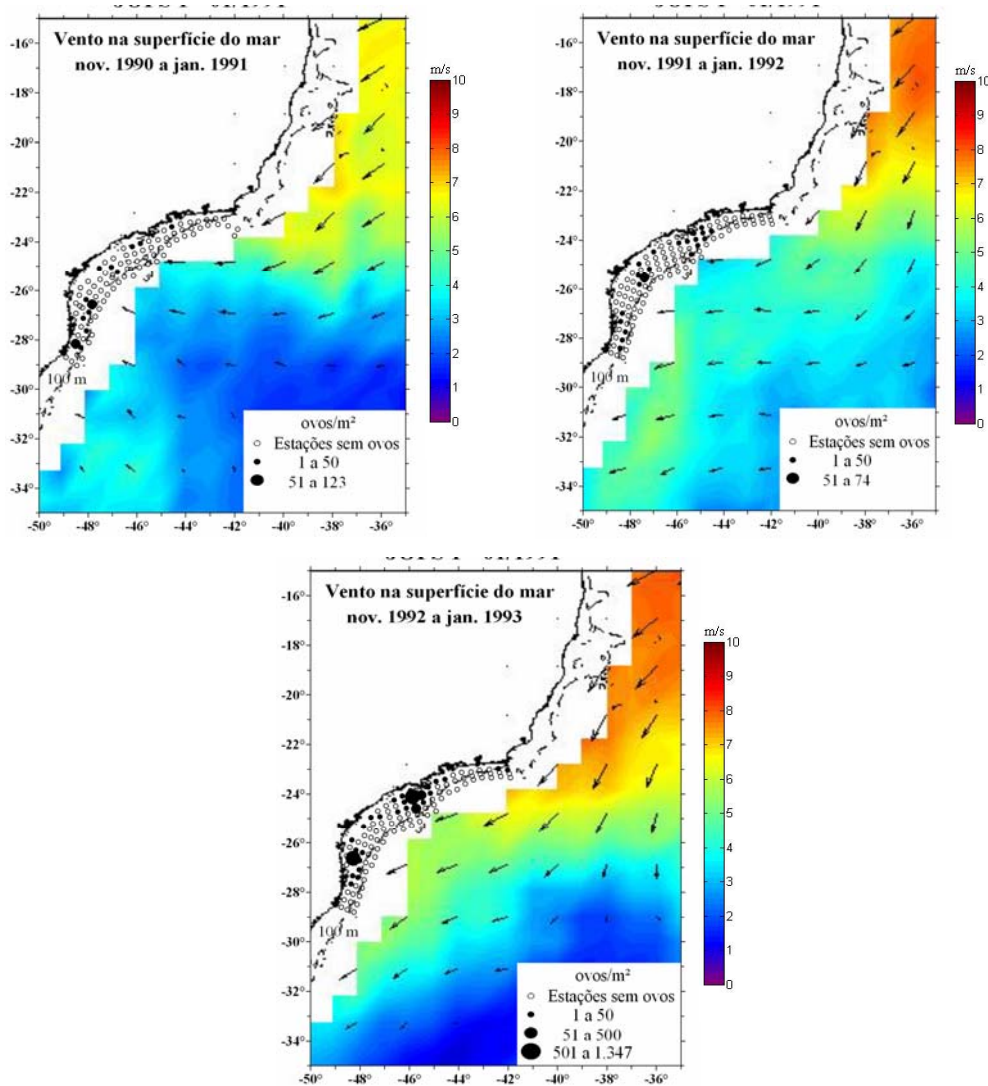 Vento na superfície do mar
nov. 1990 a jan. 1991
m/s
10
9
8
7
6
5
4
3
2
1
0
-16°
-18°
-20°
-22°
-24°
-26°
-28°
-30°
-32°
-34°
100 m
ovos/m²
Estações sem ovos
1 a 50
51 a 123
-50° -48° -46° -44° -42° -40° -38° -36°
Vento na superfície do mar
nov. 1991 a jan. 1992
m/s
10
9
8
7
6
5
4
3
2
1
0
-16°
-18°
-20°
-22°
-24°
-26°
-28°
-30°
-32°
-34°
100 m
ovos/m²
Estações sem ovos
1 a 50
51 a 74
-50° -48° -46° -44° -42° -40° -38° -36°
Vento na superfície do mar
nov. 1992 a jan. 1993
m/s
10
9
8
7
6
5
4
3
2
1
0
-16°
-18°
-20°
-22°
-24°
-26°
-28°
-30°
-32°
-34°
100 m
ovos/m²
Estações sem ovos
1 a 50
51 a 500
501 a 1.347
-50° -48° -46° -44° -42° -40° -38° -36°